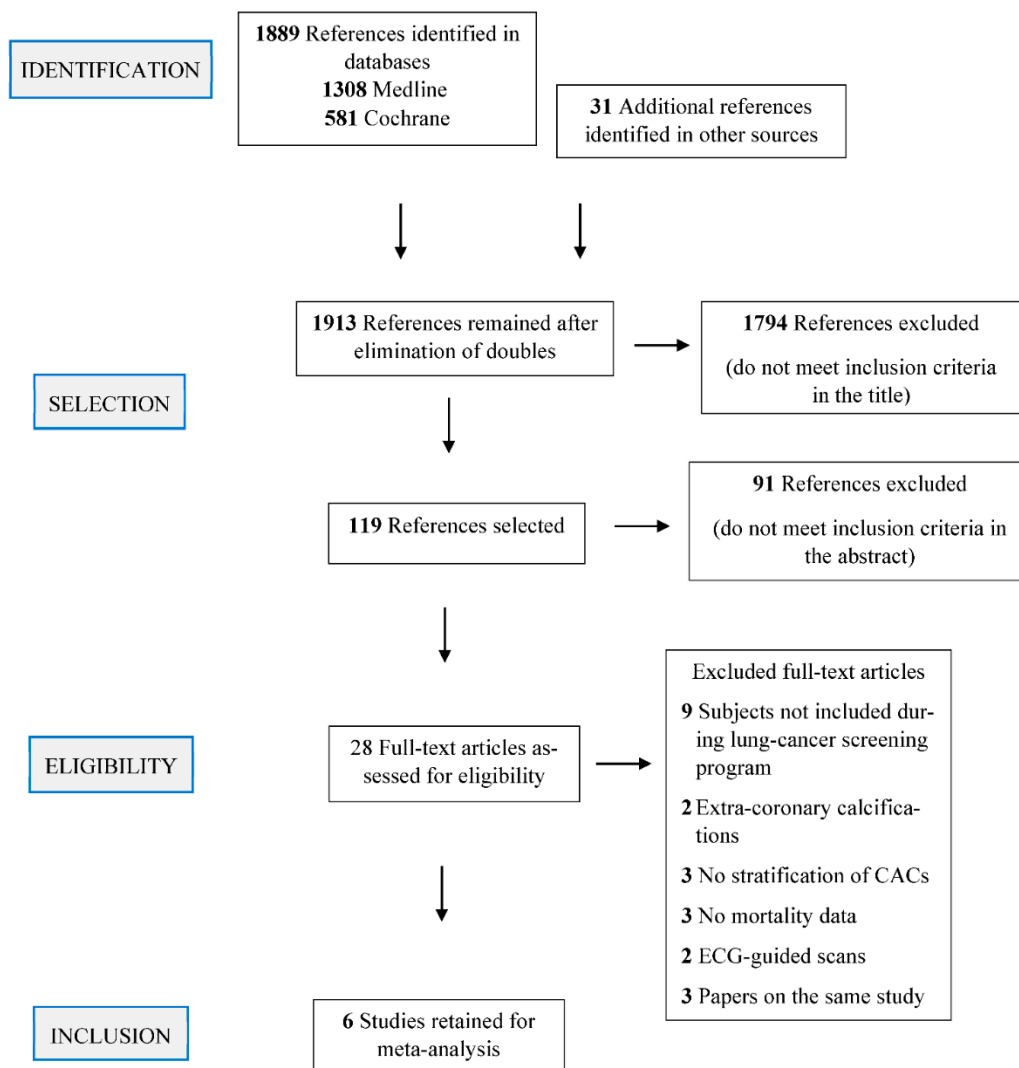 IDENTIFICATION
1889 References identified in
databases
1308 Medline
581 Cochrane
31 Additional references
identified in other sources
SELECTION
1913 References remained after
elimination of doubles
1794 References excluded
(do not meet inclusion criteria
in the title)
119 References selected
91 References excluded
(do not meet inclusion criteria in
the abstract)
ELIGIBILITY
28 Full-text articles as-
sessed for eligibility
Excluded full-text articles
9 Subjects not included dur-
ing lung-cancer screening
program
2 Extra-coronary calcifica-
tions
3 No stratification of CACs
3 No mortality data
2 ECG-guided scans
3 Papers on the same study
INCLUSION
6 Studies retained for
meta-analysis